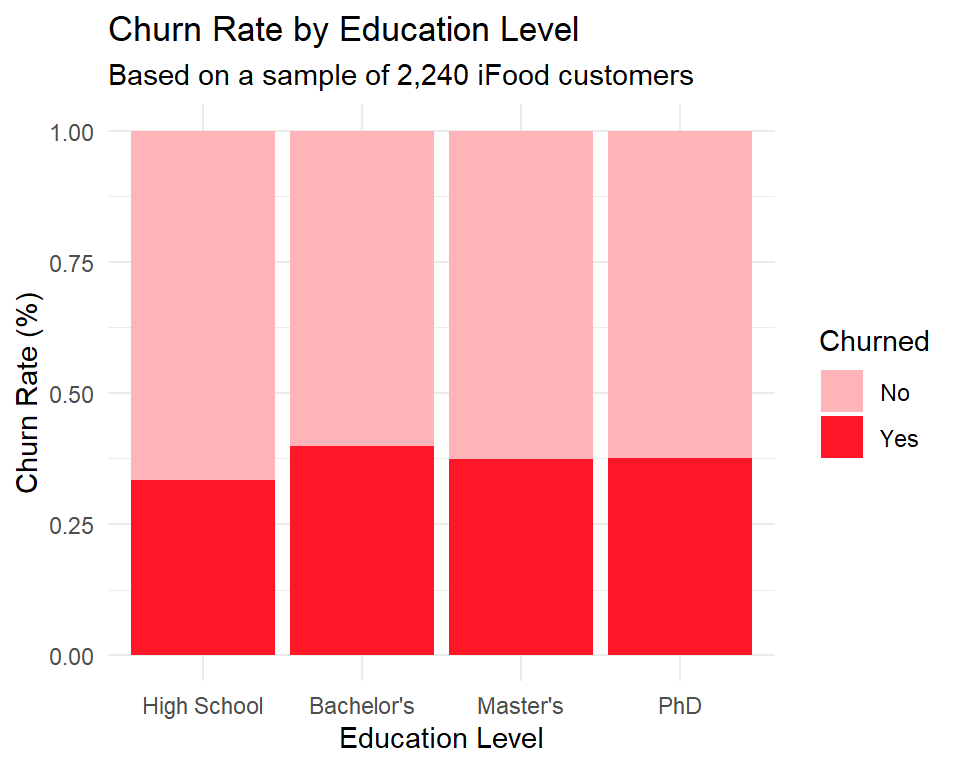 Churn Rate by Education Level
Based on a sample of 2,240 iFood customers
1.00
0.75
0.50
0.25
0.00
Churn Rate (%)
High School
Bachelor's
Master's
PhD
Education Level
Churned
No
Yes